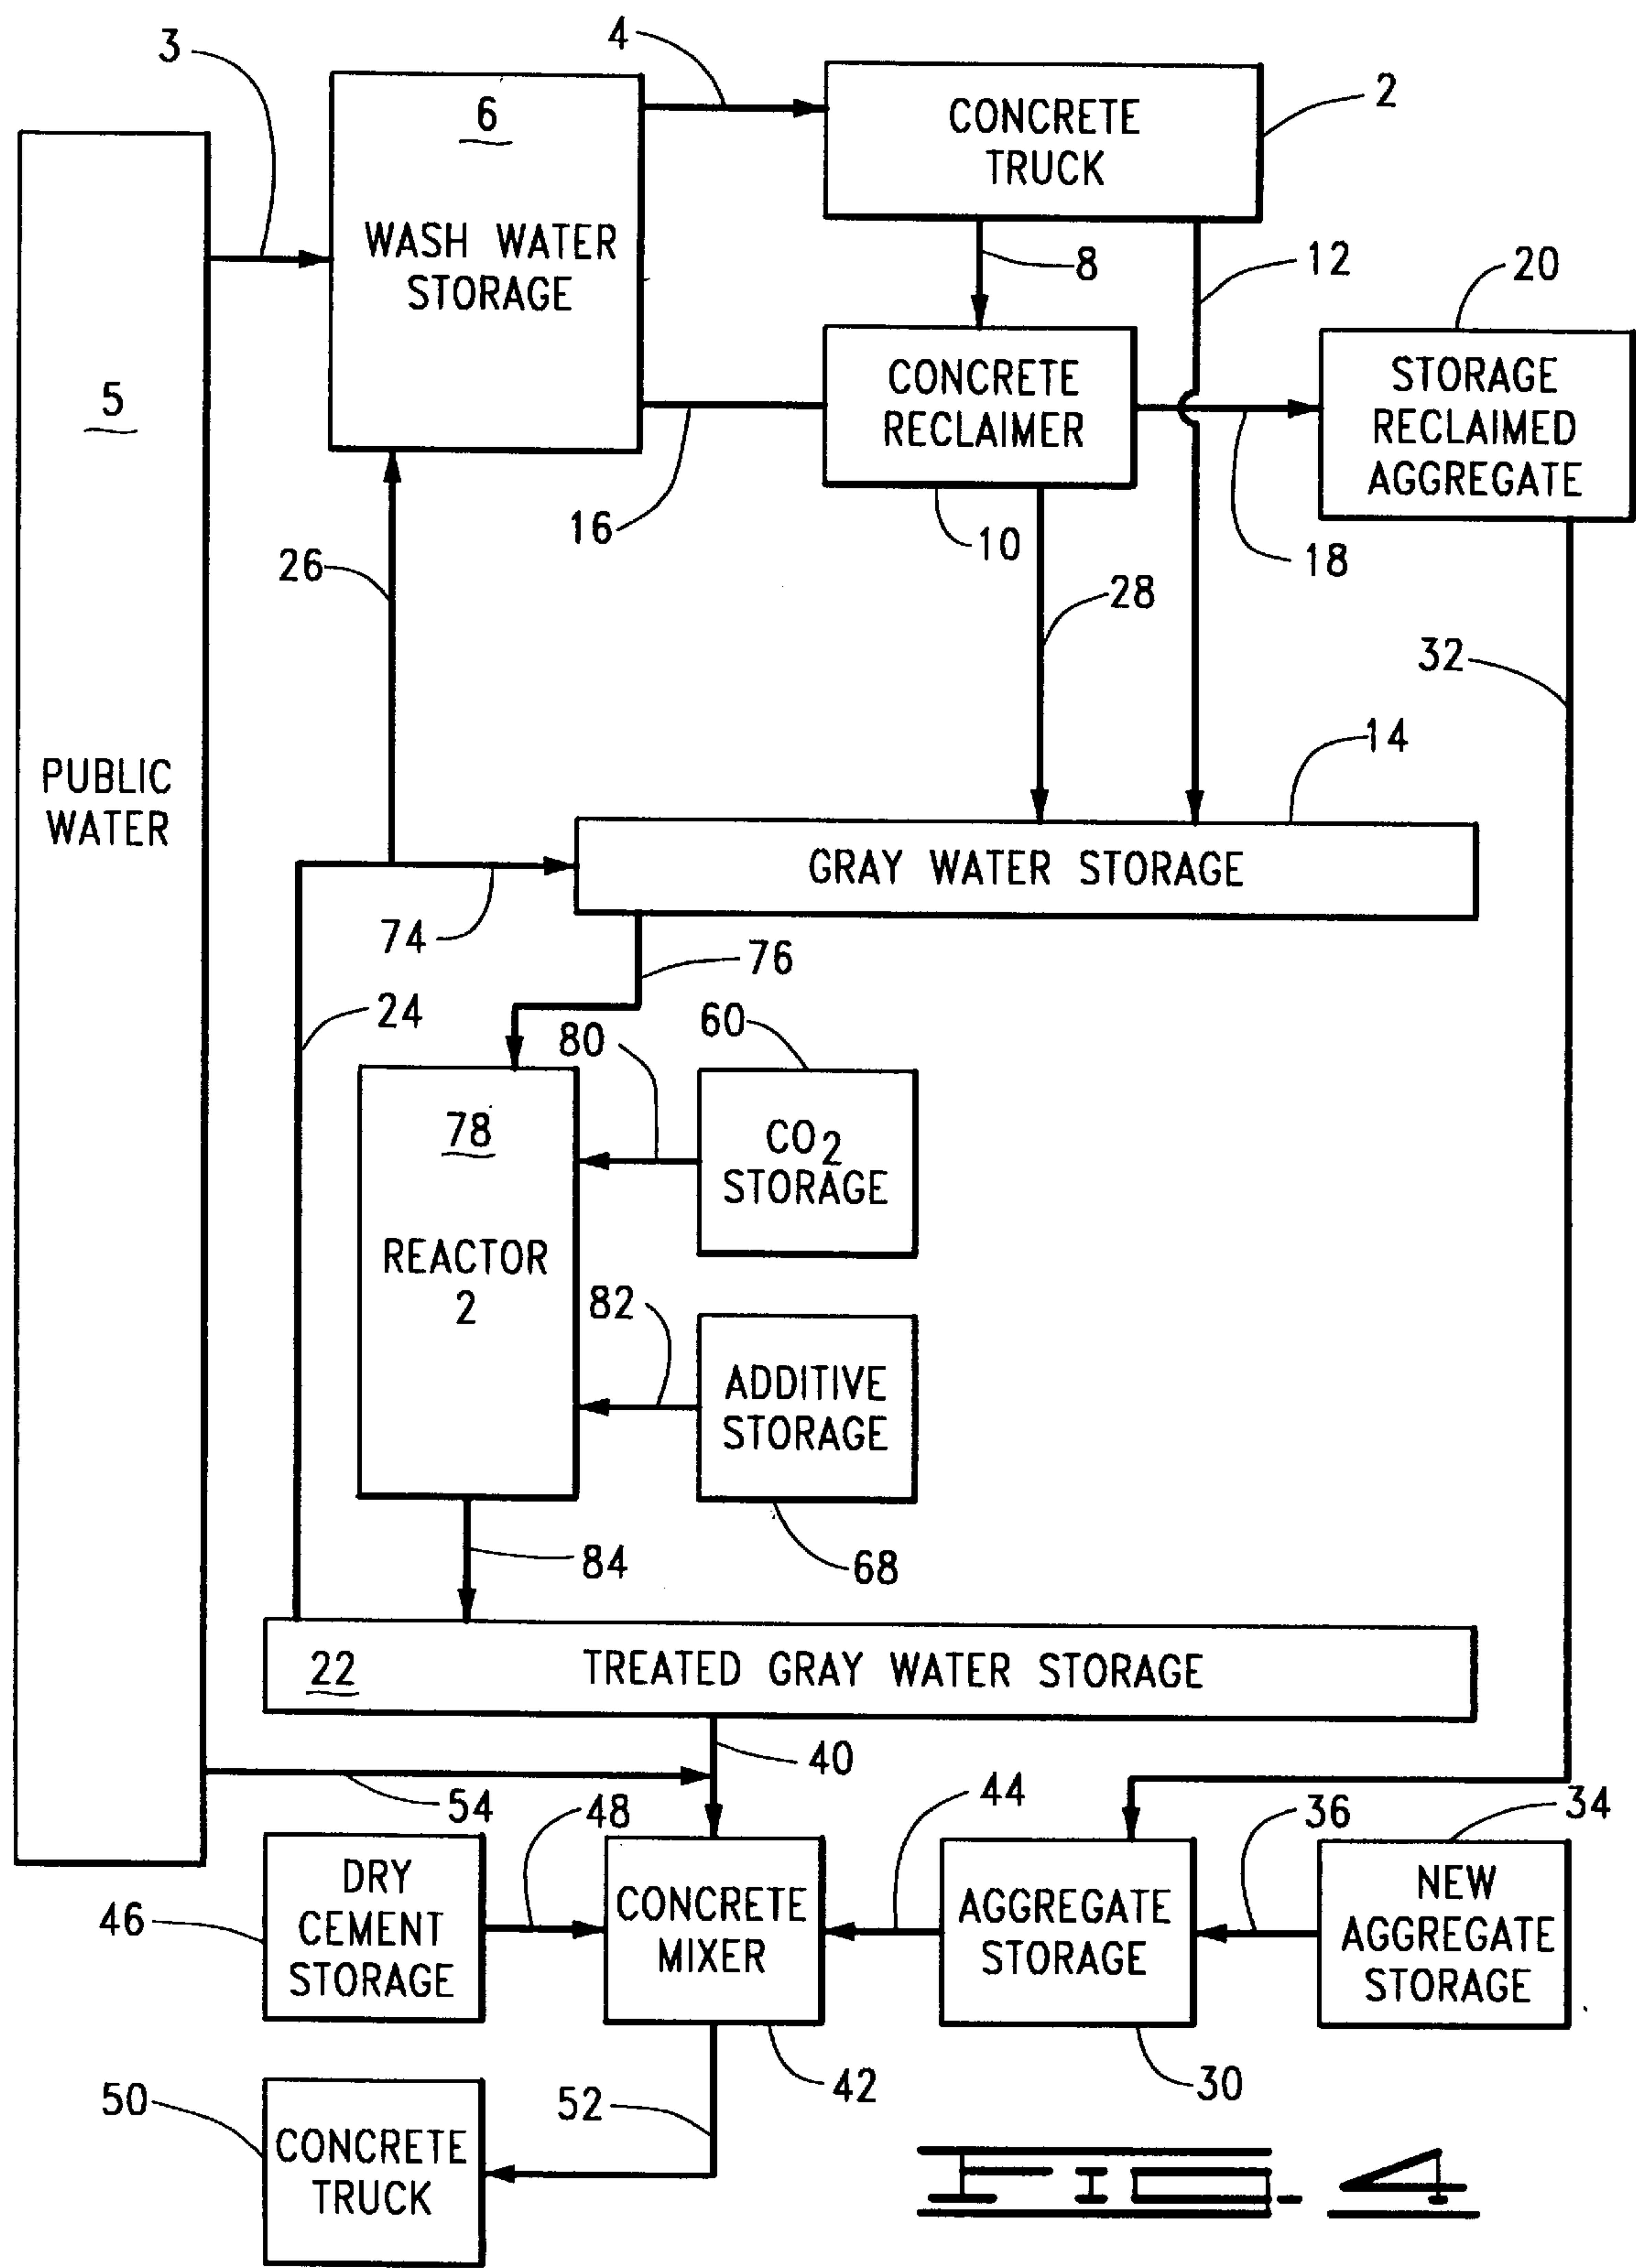 3
4
6
WASH WATER
STORAGE
CONCRETE
TRUCK
2
5
PUBLIC
WATER
8
12
20
CONCRETE
RECLAIMER
STORAGE
RECLAIMED
AGGREGATE
16
10
18
26
28
32
14
GRAY WATER STORAGE
74
76
24
80
60
78
REACTOR
2
CO2
STORAGE
82
ADDITIVE
STORAGE
84
68
22
TREATED GRAY WATER STORAGE
40
54
48
44
36
34
46
DRY
CEMENT
STORAGE
CONCRETE
MIXER
AGGREGATE
STORAGE
NEW
AGGREGATE
STORAGE
50
52
42
30
CONCRETE
TRUCK
FIG-4